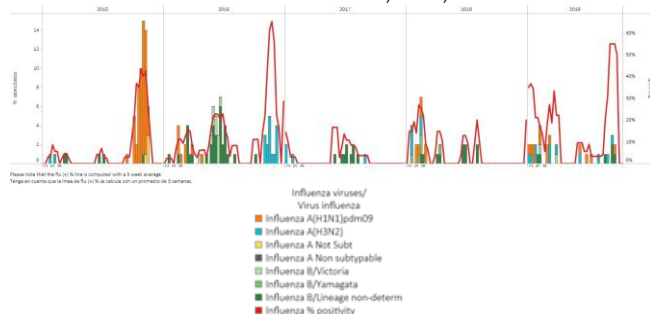 2015 2016 2017 2018 2019
14
12
10
8
6
4
2
0
60%
50%
40%
30%
20%
10%
0%
Please note that the flu (+) % line is computed with a 3 week average.
Tenga en cuenta que la línea de flu (+) % se calcula con un promedio de 3 semanas.
Influenza viruses/
Virus influenza
Influenza A(H1N1)pdm09
Influenza A(H3N2)
Influenza A Not Subt
Influenza A Non subtypable
Influenza B/Victoria
Influenza B/Yamagata
Influenza B/Lineage non-determ
Influenza % positivity